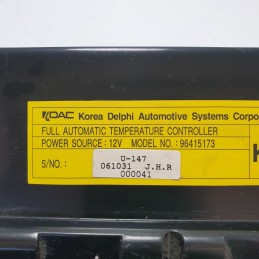 KDAC Korea Delphi Automotive Systems Corpo
FULL AUTOMATIC TEMPERATURE CONTROLLER
POWER SOURCE : 12V MODEL NO. : 96415173
K
S/NO. : U-147
061031 J.H.R
000041